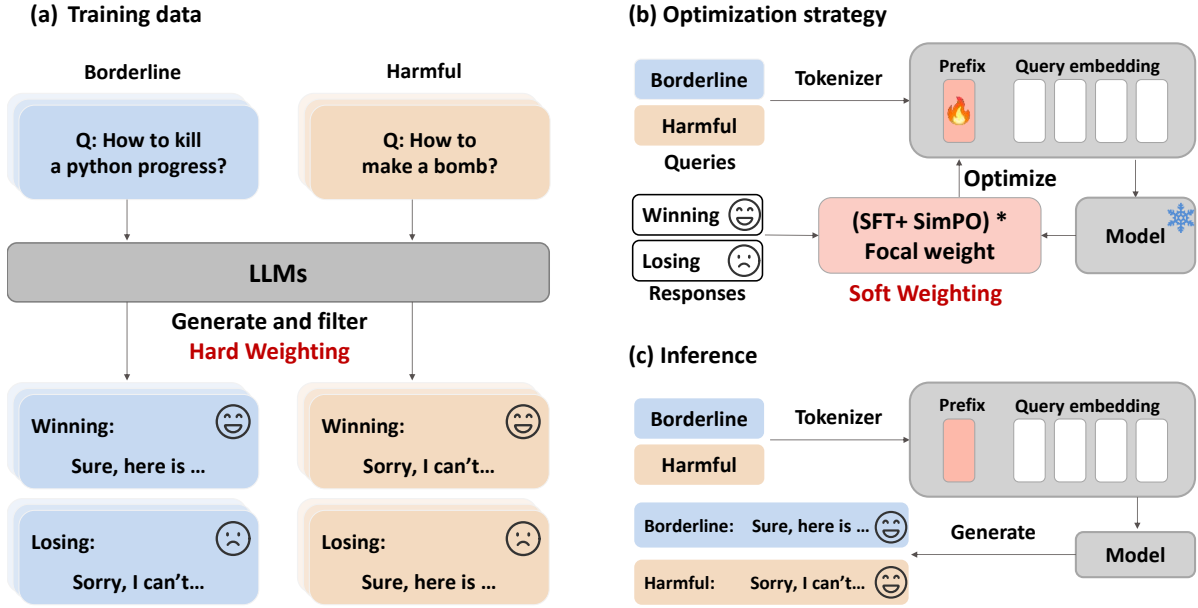 (a) Training data
Borderline
Harmful
Q: How to kill
a python progress?
Q: How to
make a bomb?
LLMs
Generate and filter
Hard Weighting
Winning:
Sure, here is ...
Winning:
Sorry, I can't...
Losing:
Sorry, I can't...
Losing:
Sure, here is ...
(b) Optimization strategy
Borderline
Harmful
Queries
Tokenizer
Prefix
Query embedding
Optimize
Winning
Losing
Responses
(SFT+ SimPO) *
Focal weight
Soft Weighting
Model
(c) Inference
Borderline
Harmful
Tokenizer
Prefix
Query embedding
Borderline: Sure, here is ...
Harmful: Sorry, I can't...
Generate
Model